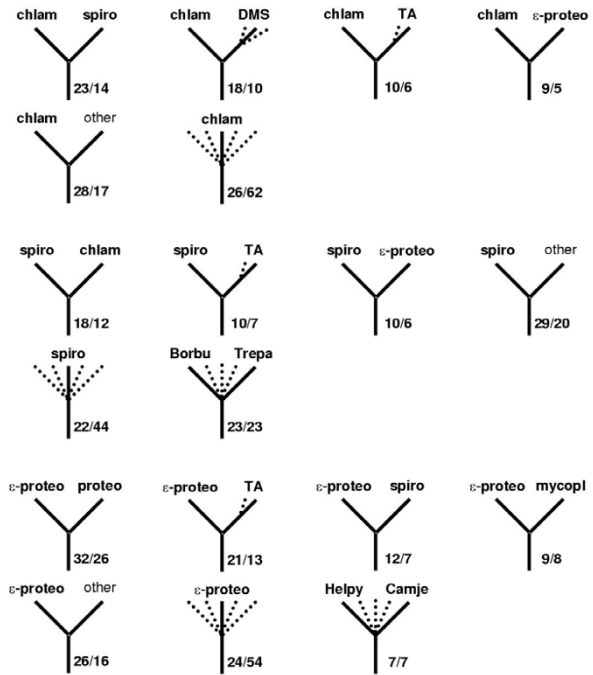 chlam spiro chlam DMS chlam TA chlam ε-proteo
23/14 18/10 10/6 9/5
chlam other chlam
28/17 26/62
spiro chlam spiro TA spiro ε-proteo spiro other
18/12 10/7 10/6 29/20
spiro Borbu Trepa
22/44 23/23
ε-proteo proteo ε-proteo TA ε-proteo spiro ε-proteo mycopl
32/26 21/13 12/7 9/8
ε-proteo other ε-proteo Helpy Camje
26/16 24/54 7/7